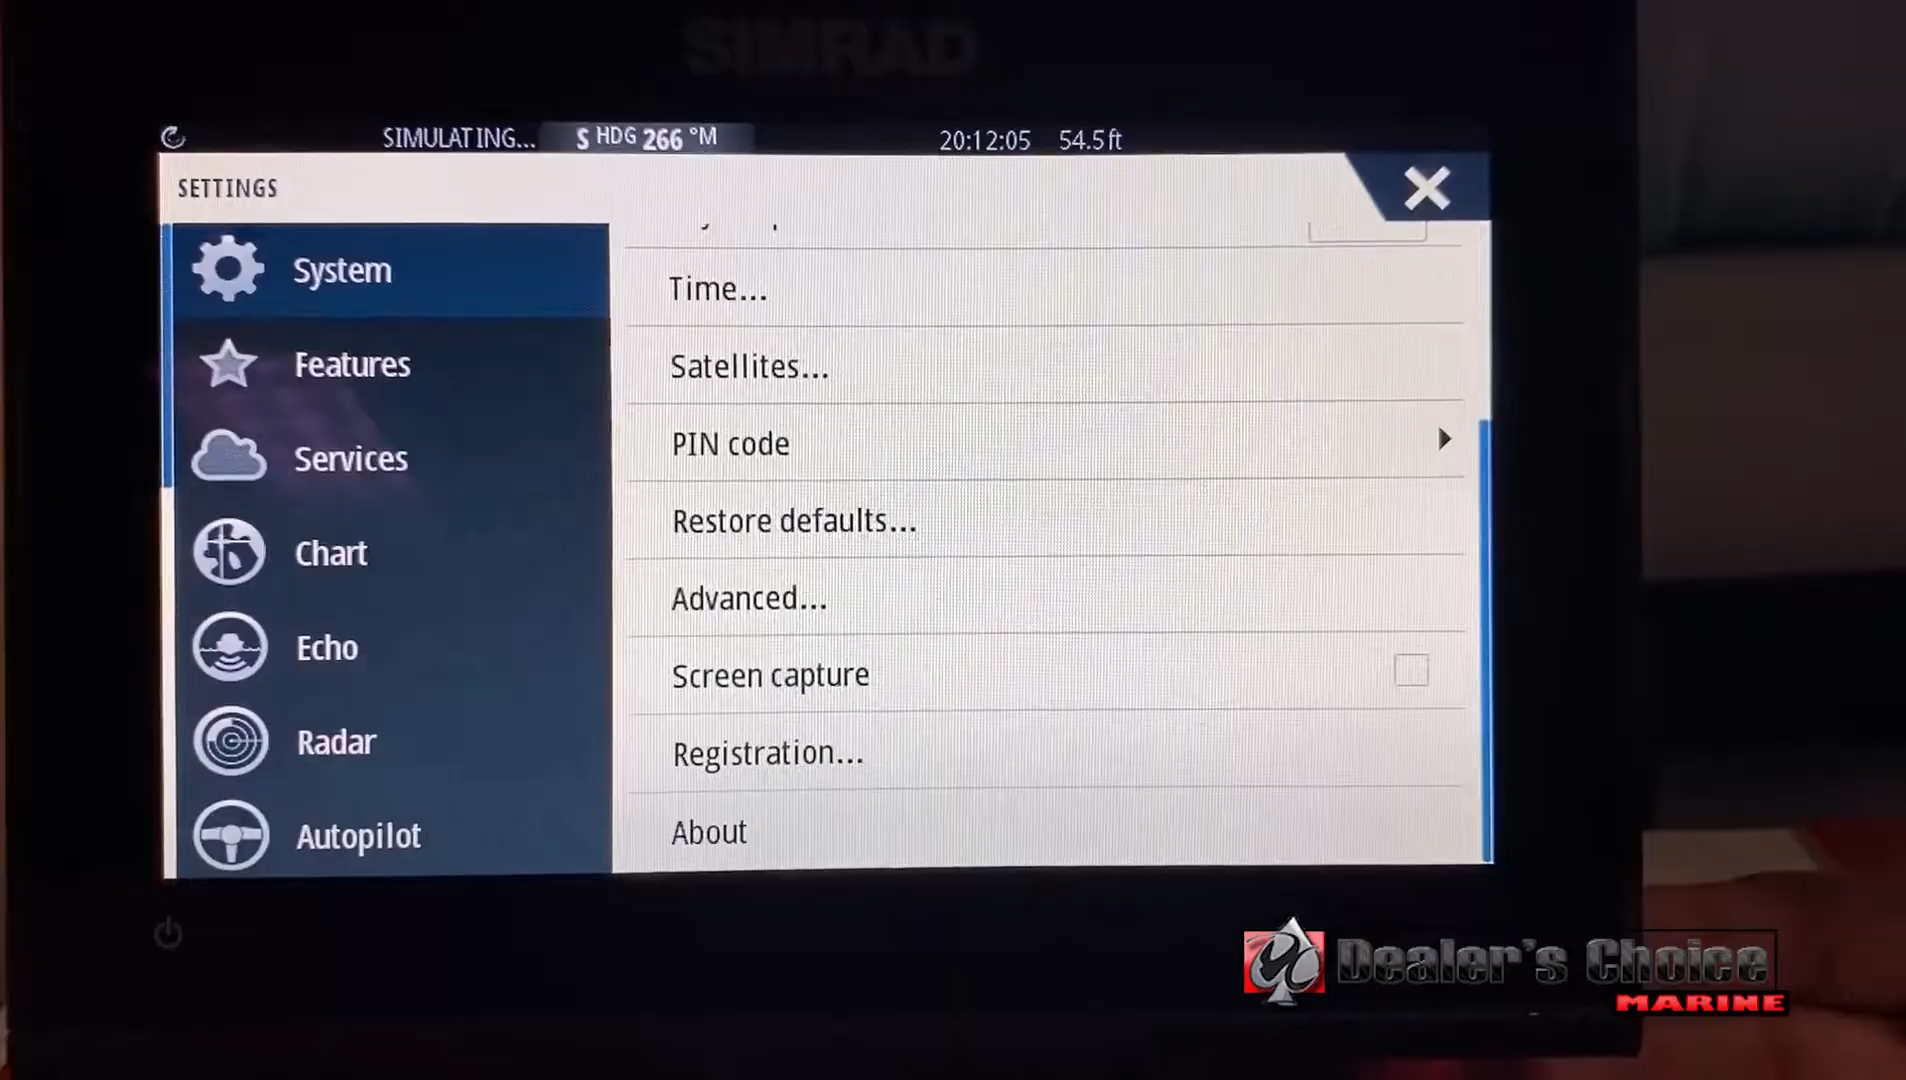 SIMRAD
SIMULATING... S HDG 266 °M 20:12:05 54.5ft
SETTINGS
System
Features
Services
Chart
Echo
Radar
Autopilot
Time...
Satellites...
PIN code
Restore defaults...
Advanced...
Screen capture
Registration...
About
Dealer's Choice
MARINE